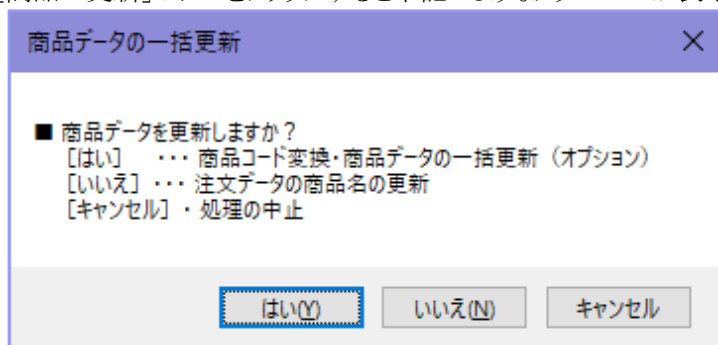 商品データの一括更新
■ 商品データを更新しますか？
[はい] ・・・ 商品コード変換・商品データの一括更新（オプション）
[いいえ] ・・・ 注文データの商品名の更新
[キャンセル] ・ 処理の中止
はい(Y) いいえ(N) キャンセル